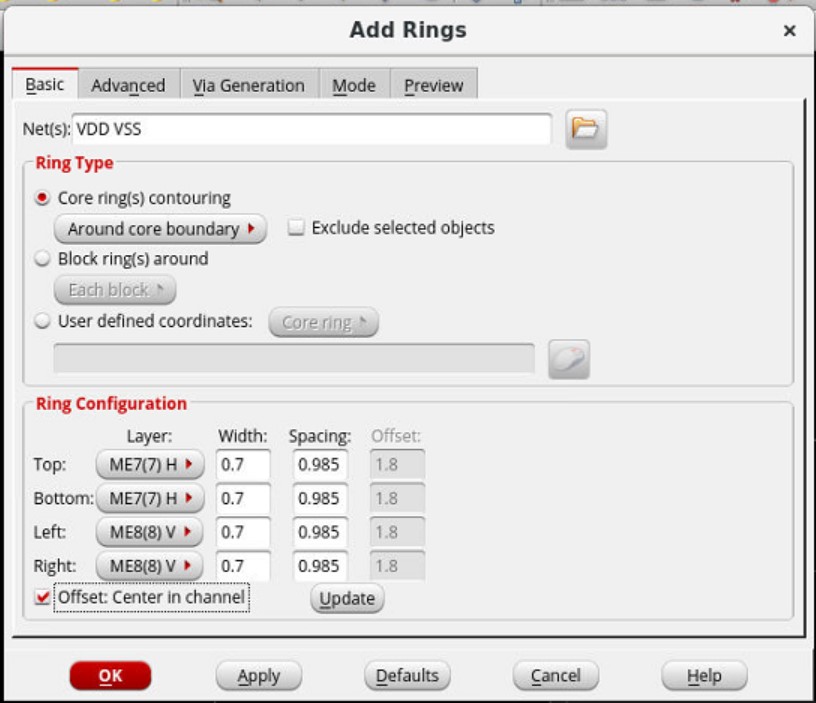 Add Rings
Basic Advanced Via Generation Mode Preview
Net(s): VDD VSS
Ring Type
Core ring(s) contouring
Around core boundary Exclude selected objects
Block ring(s) around
Each block
User defined coordinates: Core ring
Ring Configuration
Layer: Width: Spacing: Offset:
Top: ME7(7) H 0.7 0.985 1.8
Bottom: ME7(7) H 0.7 0.985 1.8
Left: ME8(8) V 0.7 0.985 1.8
Right: ME8(8) V 0.7 0.985 1.8
Offset: Center in channel Update
OK Apply Defaults Cancel Help